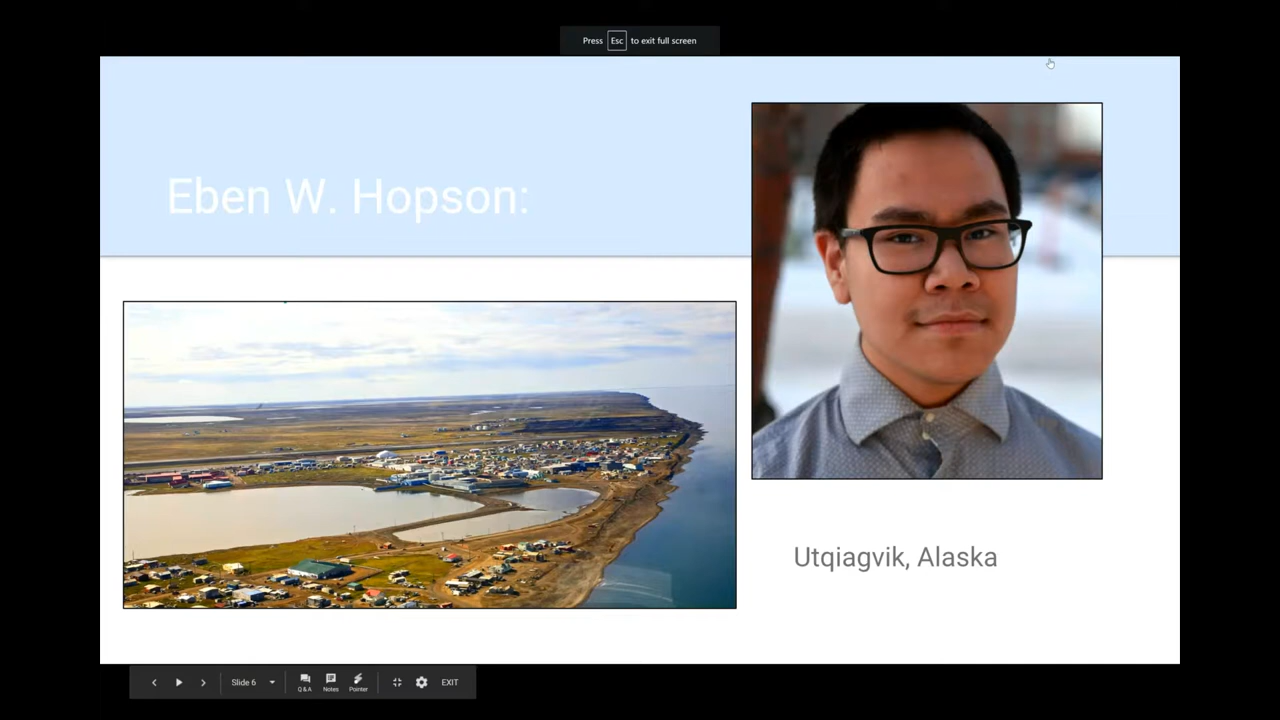 Press Esc to exit full screen
Eben W. Hopson:
Utqiagvik, Alaska
Slide 6
Q&A
Notes
Pointer
EXIT